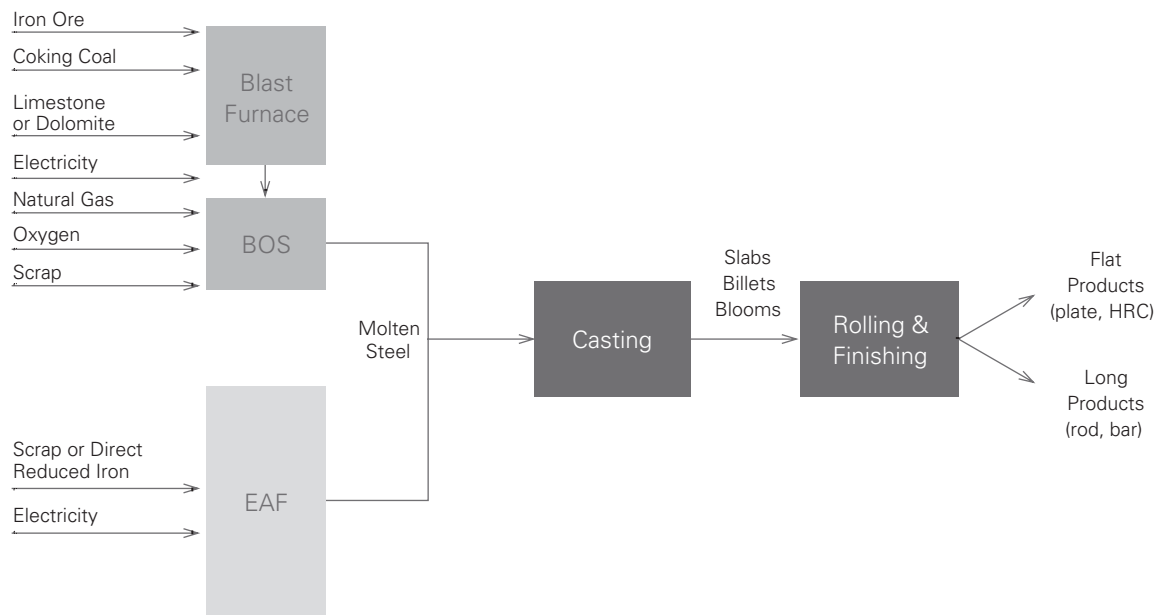 Iron Ore
Coking Coal
Limestone
or Dolomite
Electricity
Natural Gas
Oxygen
Scrap
Blast
Furnace
BOS
Scrap or Direct
Reduced Iron
Electricity
EAF
Molten
Steel
Casting
Slabs
Billets
Blooms
Rolling &
Finishing
Flat
Products
(plate, HRC)
Long
Products
(rod, bar)